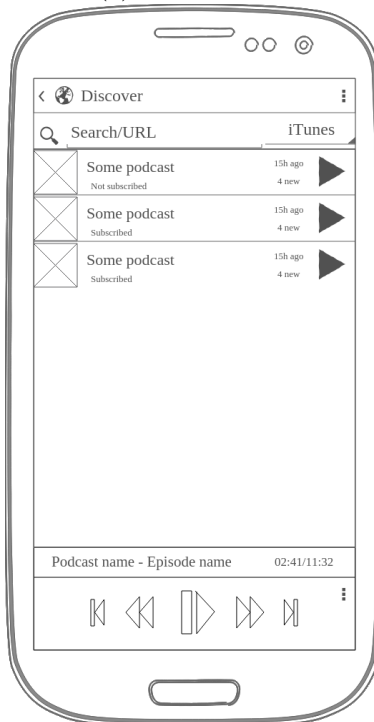 Discover
Search/URL iTunes
Some podcast 15h ago
Not subscribed 4 new
Some podcast 15h ago
Subscribed 4 new
Some podcast 15h ago
Subscribed 4 new
Podcast name - Episode name 02:41/11:32